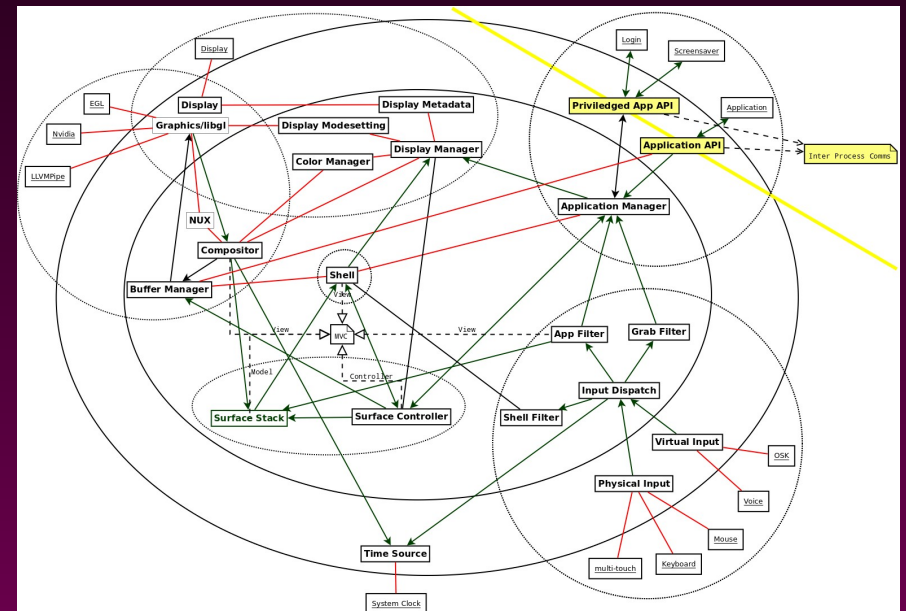 Login
Display
Screensaver
EGL
Display
Display Metadata
Priviledged App API
Application
Nvidia
Graphics/libgl
Display Modesetting
Application API
Display Manager
Inter Process Comms
LLVMPipe
Color Manager
Application Manager
NUX
Compositor
Shell
Buffer Manager
View
View
MVC
View
App Filter
Grab Filter
Model
Controller
Input Dispatch
Surface Stack
Surface Controller
Shell Filter
Virtual Input
OSK
Physical Input
Voice
Mouse
Time Source
Keyboard
multi-touch
System Clock